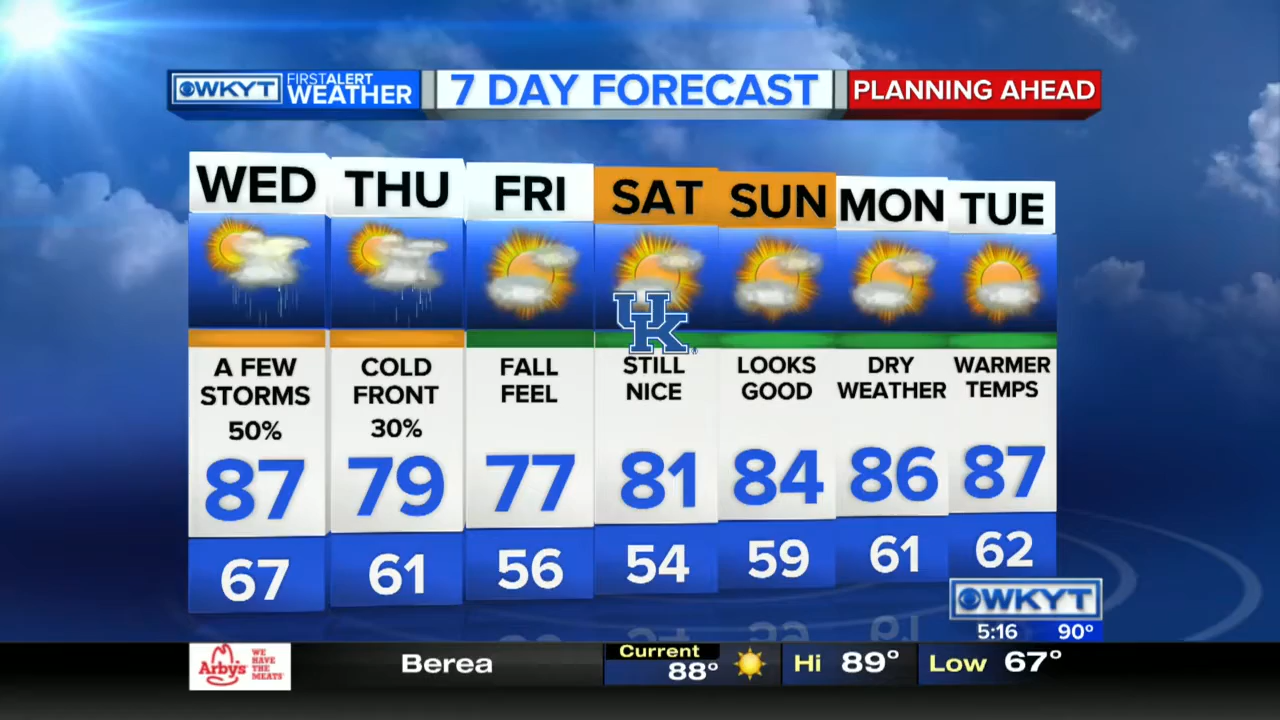 WKYT
FIRST ALERT
WEATHER
7 DAY FORECAST
PLANNING AHEAD
WED
THU
FRI
SAT
SUN
MON
TUE
UK
A FEW
STORMS
50%
COLD
FRONT
30%
FALL
FEEL
STILL
NICE
LOOKS
GOOD
DRY
WEATHER
WARMER
TEMPS
87
79
77
81
84
86
87
67
61
56
54
59
61
62
WKYT
5:16 90°
Arby's
WE
HAVE
THE
MEATS
Berea
Current
88°
Hi 89°
Low 67°